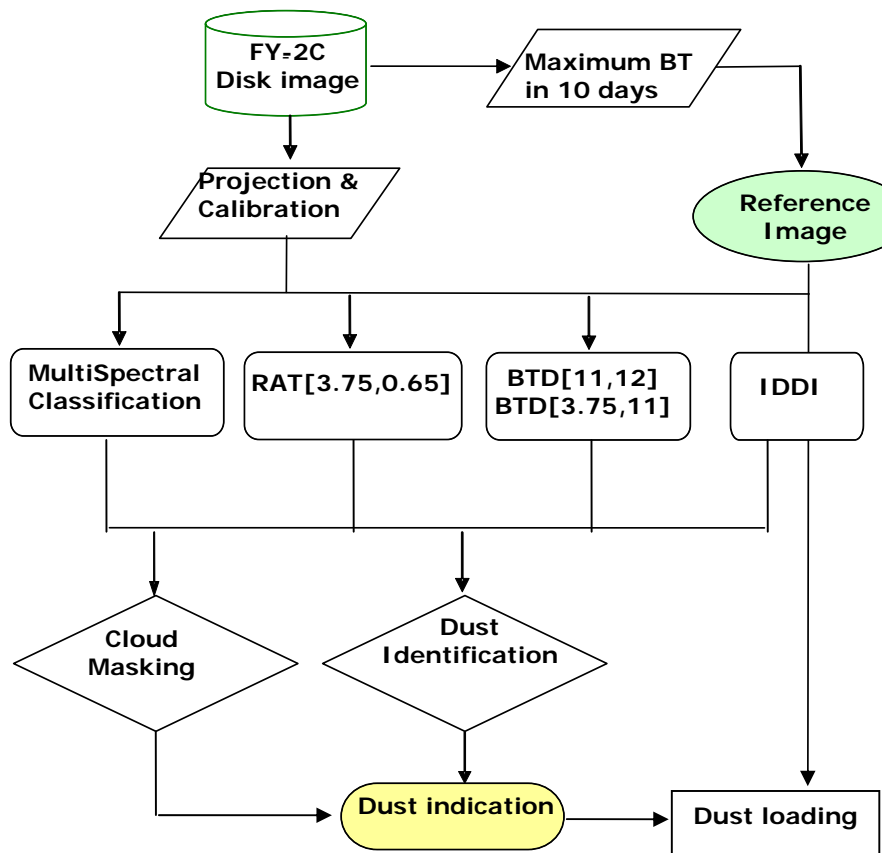 FY-2C
Disk image
Maximum BT
in 10 days
Projection &
Calibration
Reference
Image
MultiSpectral
Classification
RAT[3.75,0.65]
BTD[11,12]
BTD[3.75,11]
IDDI
Cloud
Masking
Dust
Identification
Dust indication
Dust loading